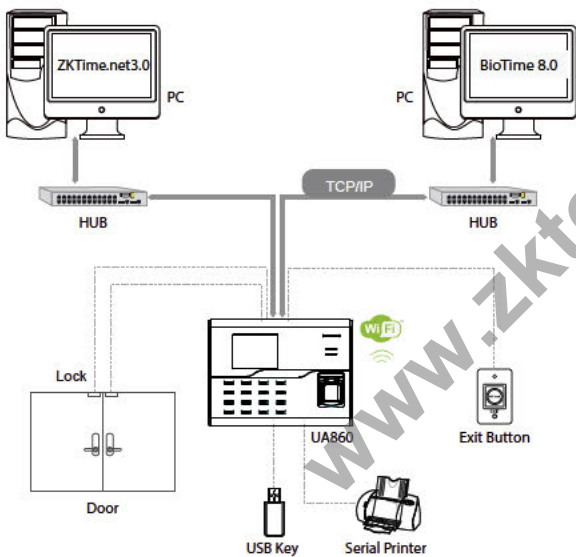 ZKTime.net3.0
BioTime 8.0
PC
PC
TCP/IP
HUB
HUB
WiFi
Lock
UA860
Exit Button
Door
USB Key
Serial Printer
www.zkte